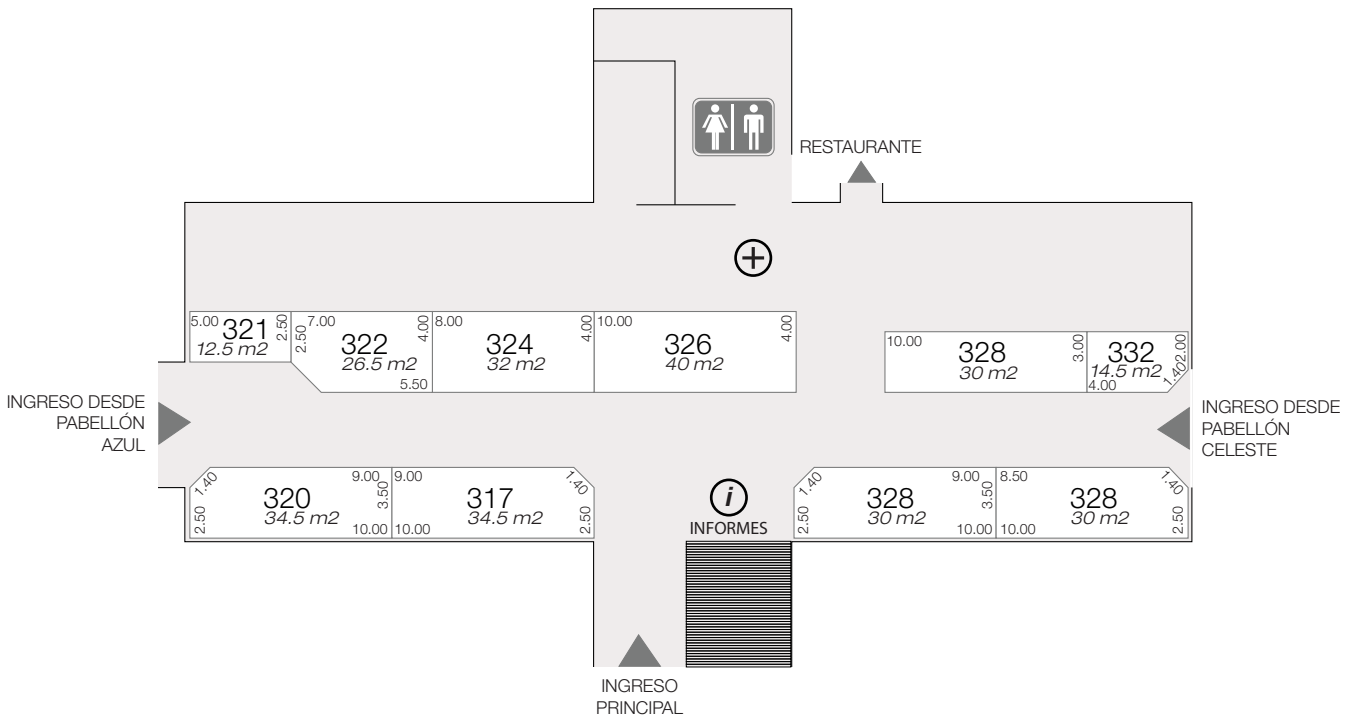 RESTAURANTE
5.00
321
12.5 m2
2.50
2.50
7.00
322
26.5 m2
5.50
4.00
8.00
324
32 m2
4.00
10.00
326
40 m2
4.00
10.00
328
30 m2
3.00
332
14.5 m2
4.00
1.40
2.00
INGRESO DESDE
PABELLÓN
AZUL
INGRESO DESDE
PABELLÓN
CELESTE
1.40
2.50
320
34.5 m2
9.00
3.50
10.00
9.00
10.00
317
34.5 m2
1.40
2.50
i
INFORMES
1.40
2.50
328
30 m2
9.00
3.50
10.00
8.50
10.00
328
30 m2
1.40
2.50
INGRESO
PRINCIPAL